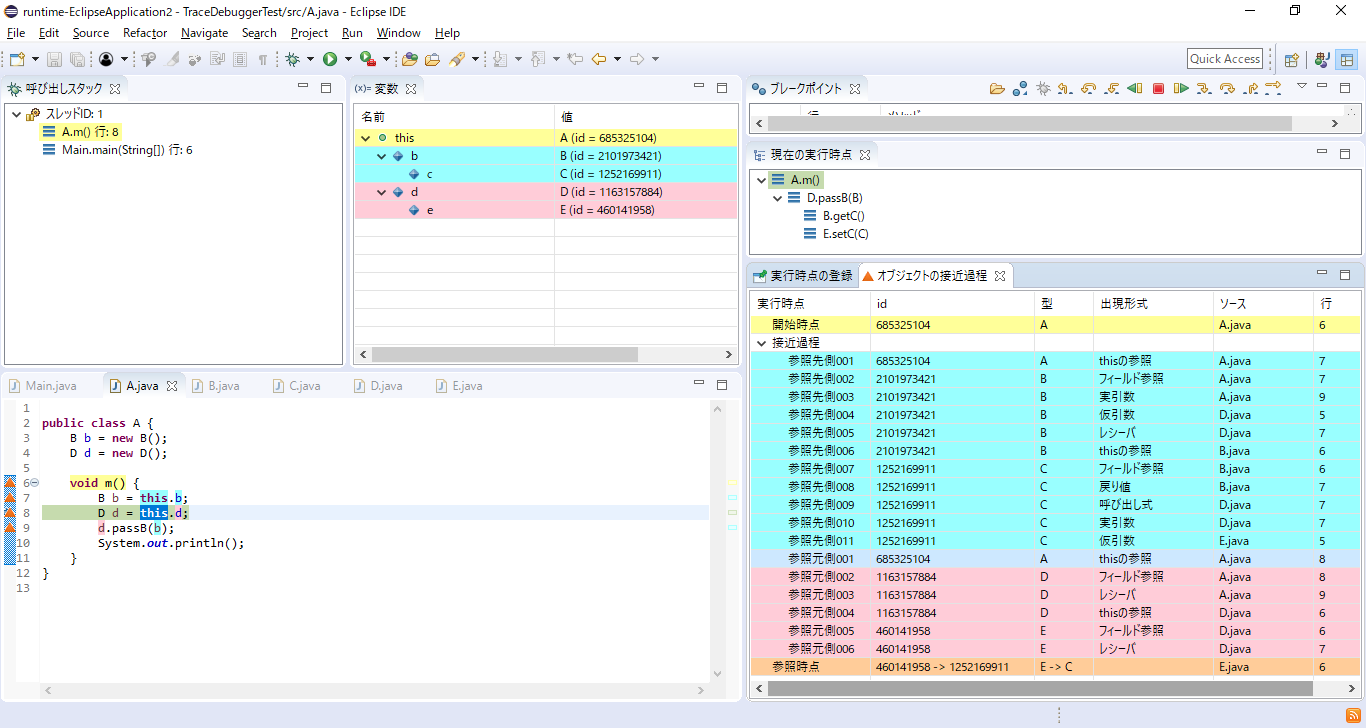 runtime-EclipseApplication2 - TraceDebuggerTest/src/A.java - Eclipse IDE
File Edit Source Refactor Navigate Search Project Run Window Help
Quick Access
呼び出しスタック
スレッドID: 1
A.m() 行: 8
Main.main(String[]) 行: 6
(x)= 変数
名前 値
this A (id = 685325104)
b B (id = 2101973421)
c C (id = 1252169911)
d D (id = 1163157884)
e E (id = 460141958)
ブレークポイント
現在の実行時点
A.m()
D.passB(B)
B.getC()
E.setC(C)
Main.java A.java B.java C.java D.java E.java
1
2 public class A {
3 B b = new B();
4 D d = new D();
5
6 void m() {
7 B b = this.b;
8 D d = this.d;
9 d.passB(b);
10 System.out.println();
11 }
12 }
13
実行時点の登録 オブジェクトの接近過程
実行時点 id 型 出現形式 ソース 行
開始時点 685325104 A A.java 6
接近過程
参照先側001 685325104 A thisの参照 A.java 7
参照先側002 2101973421 B フィールド参照 A.java 7
参照先側003 2101973421 B 実引数 A.java 9
参照先側004 2101973421 B 仮引数 D.java 5
参照先側005 2101973421 B レシーバ D.java 7
参照先側006 2101973421 B thisの参照 B.java 6
参照先側007 1252169911 C フィールド参照 B.java 6
参照先側008 1252169911 C 戻り値 B.java 7
参照先側009 1252169911 C 呼び出し式 D.java 7
参照先側010 1252169911 C 実引数 D.java 7
参照先側011 1252169911 C 仮引数 E.java 5
参照元側001 685325104 A thisの参照 A.java 8
参照元側002 1163157884 D フィールド参照 A.java 8
参照元側003 1163157884 D レシーバ A.java 9
参照元側004 1163157884 D thisの参照 D.java 6
参照元側005 460141958 E フィールド参照 D.java 6
参照元側006 460141958 E レシーバ D.java 7
参照時点 460141958 -> 1252169911 E -> C E.java 6